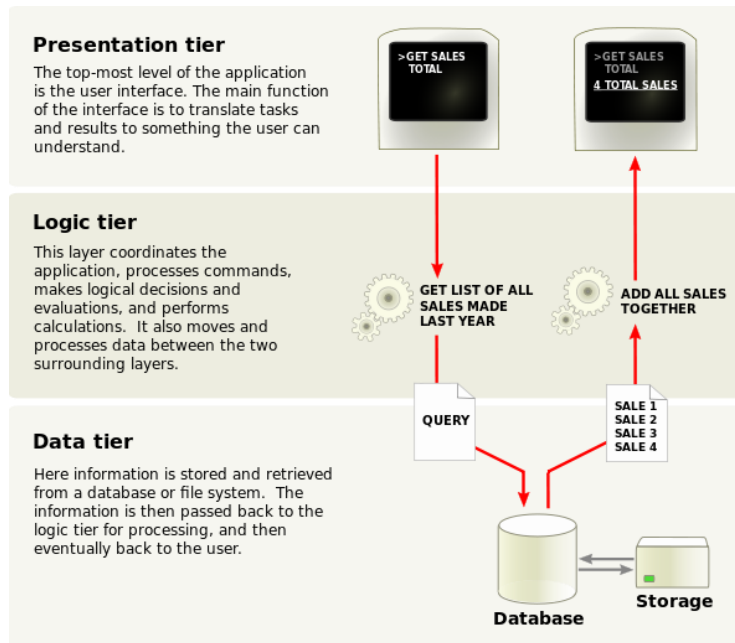 Presentation tier
The top-most level of the application
is the user interface. The main function
of the interface is to translate tasks
and results to something the user can
understand.
>GET SALES
TOTAL
>GET SALES
TOTAL
4 TOTAL SALES
Logic tier
This layer coordinates the
application, processes commands,
makes logical decisions and
evaluations, and performs
calculations. It also moves and
processes data between the two
surrounding layers.
GET LIST OF ALL
SALES MADE
LAST YEAR
ADD ALL SALES
TOGETHER
Data tier
Here information is stored and retrieved
from a database or file system. The
information is then passed back to the
logic tier for processing, and then
eventually back to the user.
QUERY
SALE 1
SALE 2
SALE 3
SALE 4
Database
Storage